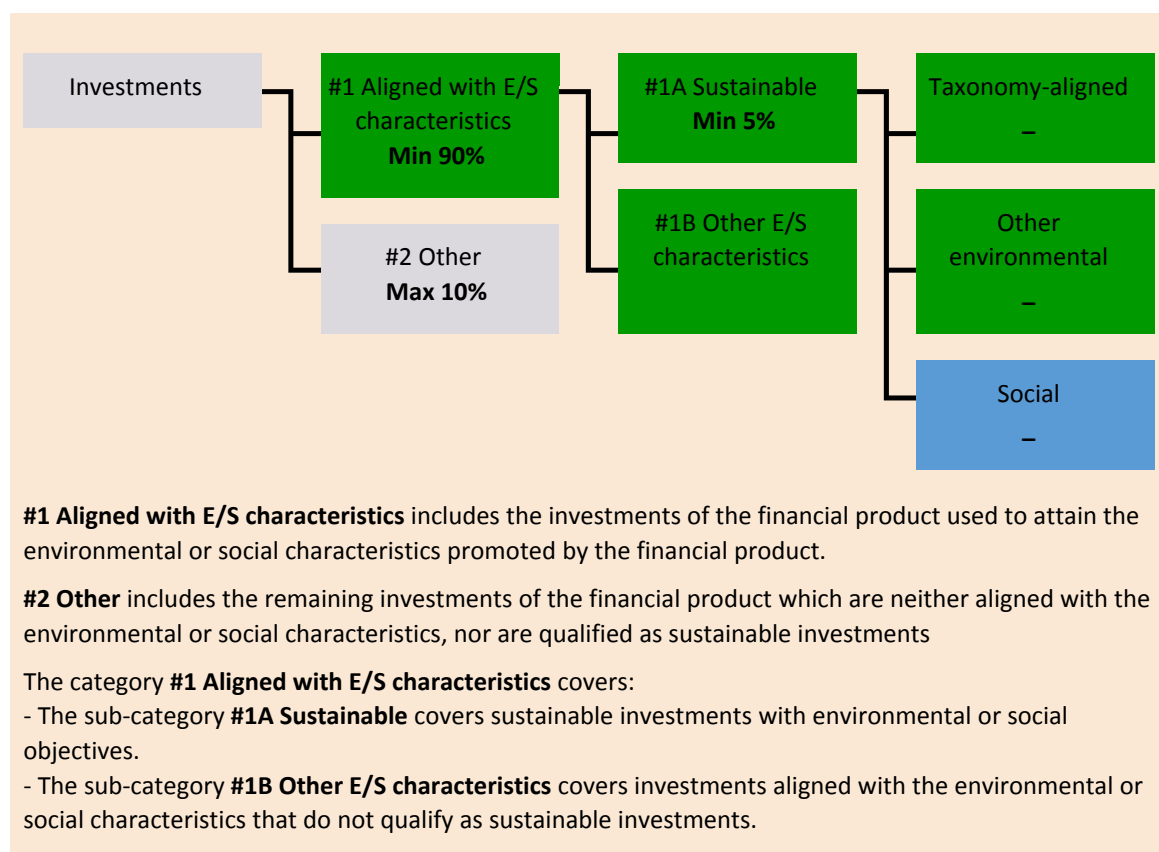 Investments
#1 Aligned with E/S
characteristics
Min 90%
#2 Other
Max 10%
#1A Sustainable
Min 5%
#1B Other E/S
characteristics
Taxonomy-aligned
–
Other
environmental
–
Social
–
#1 Aligned with E/S characteristics includes the investments of the financial product used to attain the
environmental or social characteristics promoted by the financial product.
#2 Other includes the remaining investments of the financial product which are neither aligned with the
environmental or social characteristics, nor are qualified as sustainable investments
The category #1 Aligned with E/S characteristics covers:
- The sub-category #1A Sustainable covers sustainable investments with environmental or social
objectives.
- The sub-category #1B Other E/S characteristics covers investments aligned with the environmental or
social characteristics that do not qualify as sustainable investments.